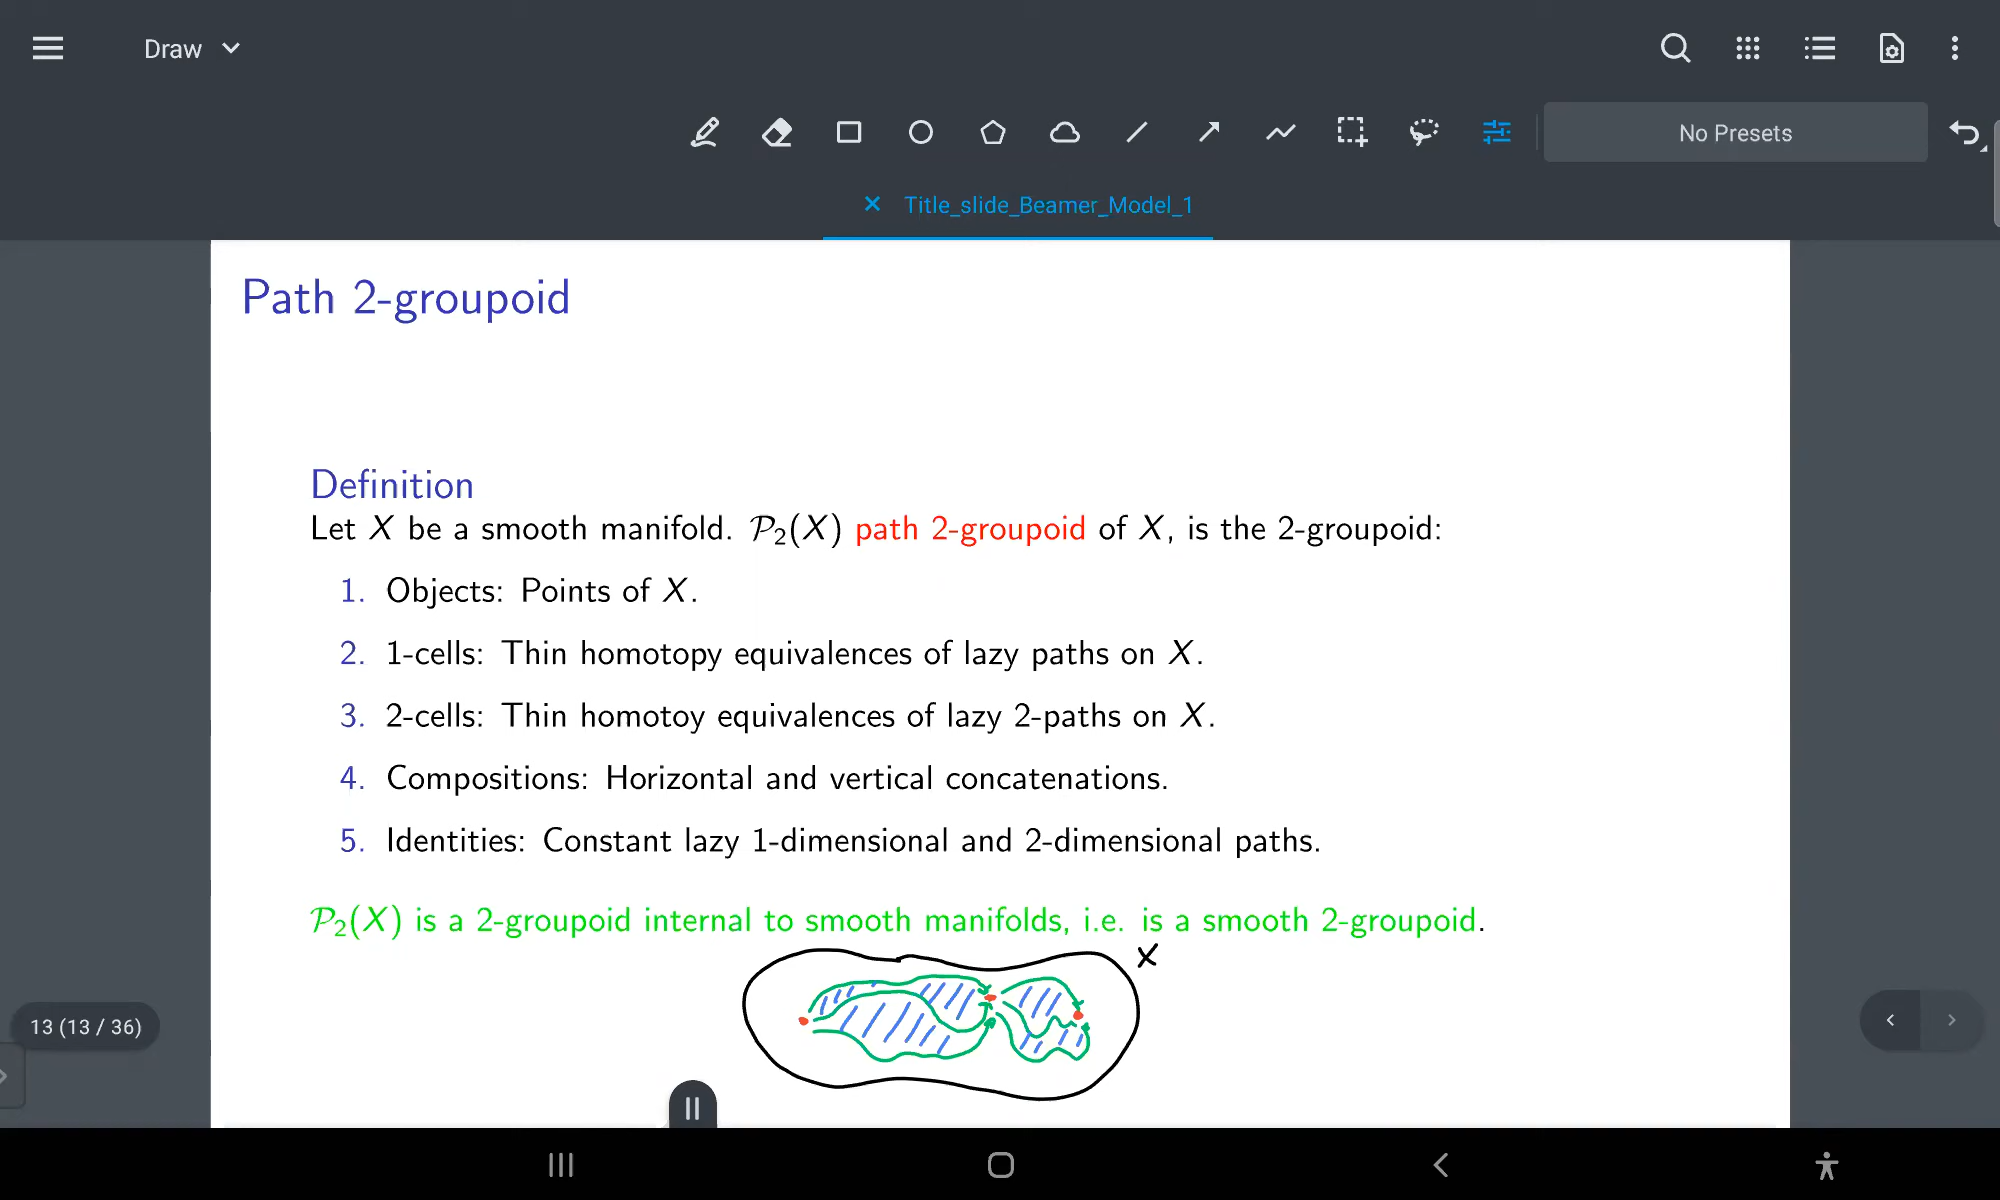 Draw
No Presets
Title_slide_Beamer_Model_1
Path 2-groupoid
Definition
Let X be a smooth manifold. 𝒫₂(X) path 2-groupoid of X, is the 2-groupoid:
1. Objects: Points of X.
2. 1-cells: Thin homotopy equivalences of lazy paths on X.
3. 2-cells: Thin homotoy equivalences of lazy 2-paths on X.
4. Compositions: Horizontal and vertical concatenations.
5. Identities: Constant lazy 1-dimensional and 2-dimensional paths.
𝒫₂(X) is a 2-groupoid internal to smooth manifolds, i.e. is a smooth 2-groupoid.
X
13 (13 / 36)